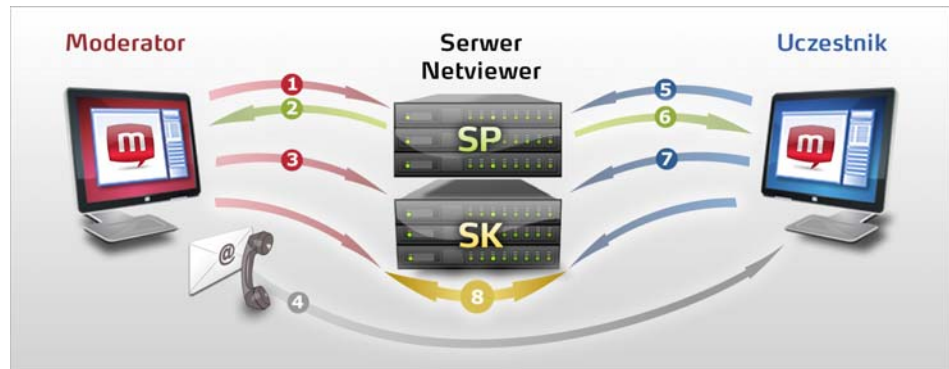 Moderator
Serwer
Netviewer
Uczestnik
1
5
2
6
SP
m
m
3
7
SK
@
8
4